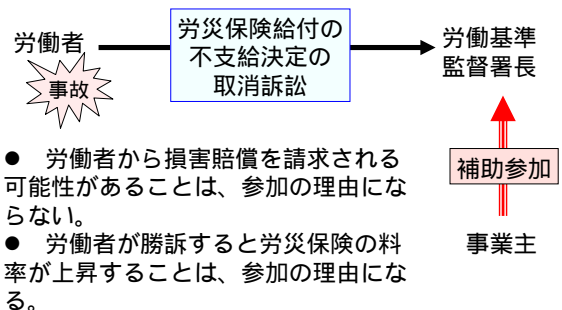 労働者
事故
労災保険給付の
不支給決定の
取消訴訟
労働基準
監督署長
● 労働者から損害賠償を請求される
可能性があることは、参加の理由にな
らない。
● 労働者が勝訴すると労災保険の料
率が上昇することは、参加の理由にな
る。
補助参加
事業主